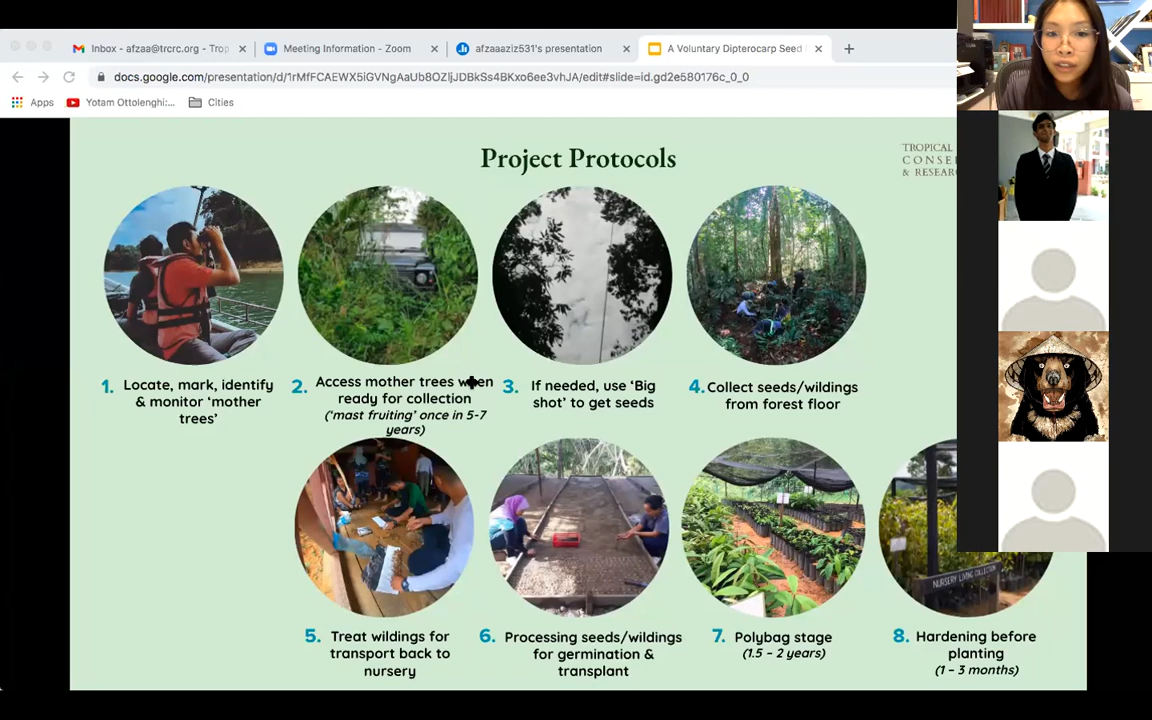 Inbox - afzaa@trcrc.org - Trop
Meeting Information - Zoom
afzaaaziz531's presentation
A Voluntary Dipterocarp Seed
docs.google.com/presentation/d/1rMfFCAEWX5iGVNgAaUb8OZIjJDBkSs4BKxo6ee3vhJA/edit#slide=id.gd2e580176c_0_0
Apps
Yotam Ottolenghi:...
Cities
Project Protocols
TROPICAL
CONSE
& RESEAR
1. Locate, mark, identify
& monitor ‘mother
trees’
2. Access mother trees when
ready for collection
(‘mast fruiting’ once in 5-7
years)
3. If needed, use ‘Big
shot’ to get seeds
4. Collect seeds/wildings
from forest floor
5. Treat wildings for
transport back to
nursery
6. Processing seeds/wildings
for germination &
transplant
7. Polybag stage
(1.5 – 2 years)
NURSERY LIVING COLLECTION
8. Hardening before
planting
(1 – 3 months)